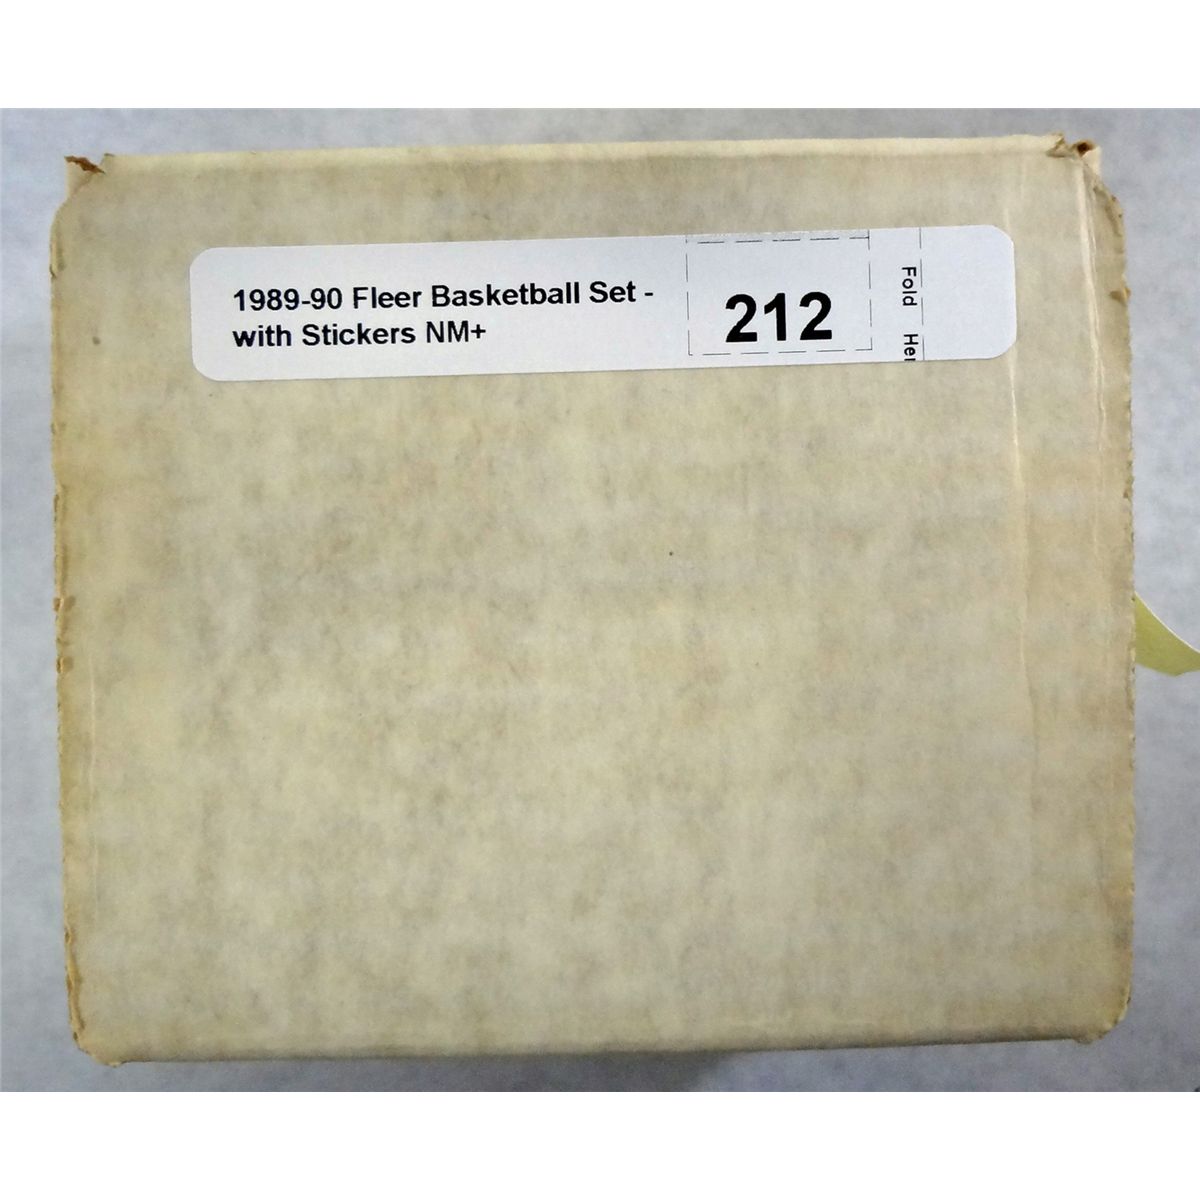 1989-90 Fleer Basketball Set -
with Stickers NM+
212
Fold